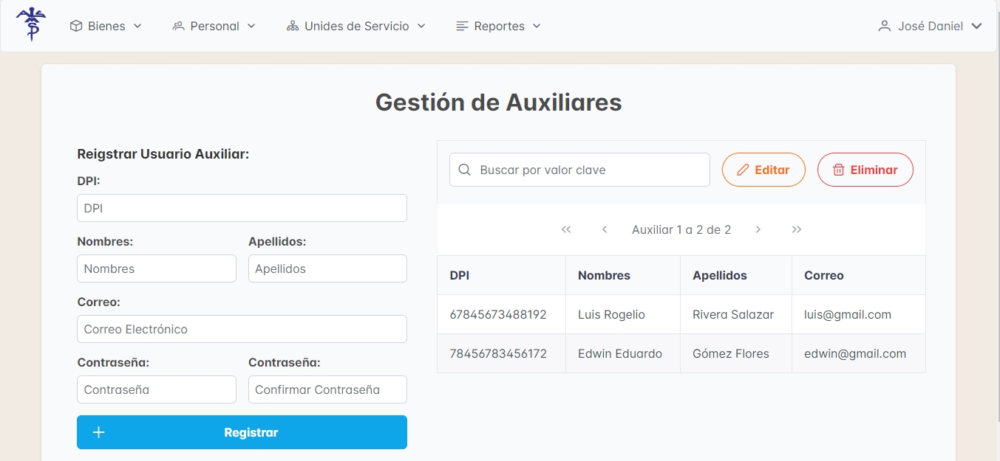 Bienes
Personal
Unides de Servicio
Reportes
José Daniel
Gestión de Auxiliares
Reigstrar Usuario Auxiliar:
DPI:
DPI
Nombres: Apellidos:
Nombres Apellidos
Correo:
Correo Electrónico
Contraseña: Contraseña:
Contraseña Confirmar Contraseña
Registrar
Buscar por valor clave Editar Eliminar
Auxiliar 1 a 2 de 2
DPI Nombres Apellidos Correo
67845673488192 Luis Rogelio Rivera Salazar luis@gmail.com
78456783456172 Edwin Eduardo Gómez Flores edwin@gmail.com